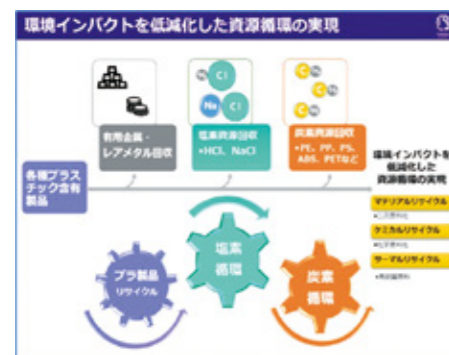 環境インパクトを低減化した資源循環の実現
Cl
Na
Cl
C
C
C
有用金属・
レアメタル回収
塩素資源回収
•HCl, NaCl
炭素資源回収
•PE, PP, PS,
ABS, PETなど
各種プラス
チック含有
製品
環境インパクトを
低減化した
資源循環の実現
マテリアルリサイクル
ケミカルリサイクル
サーマルリサイクル
プラ製品
リサイクル
塩素
循環
炭素
循環